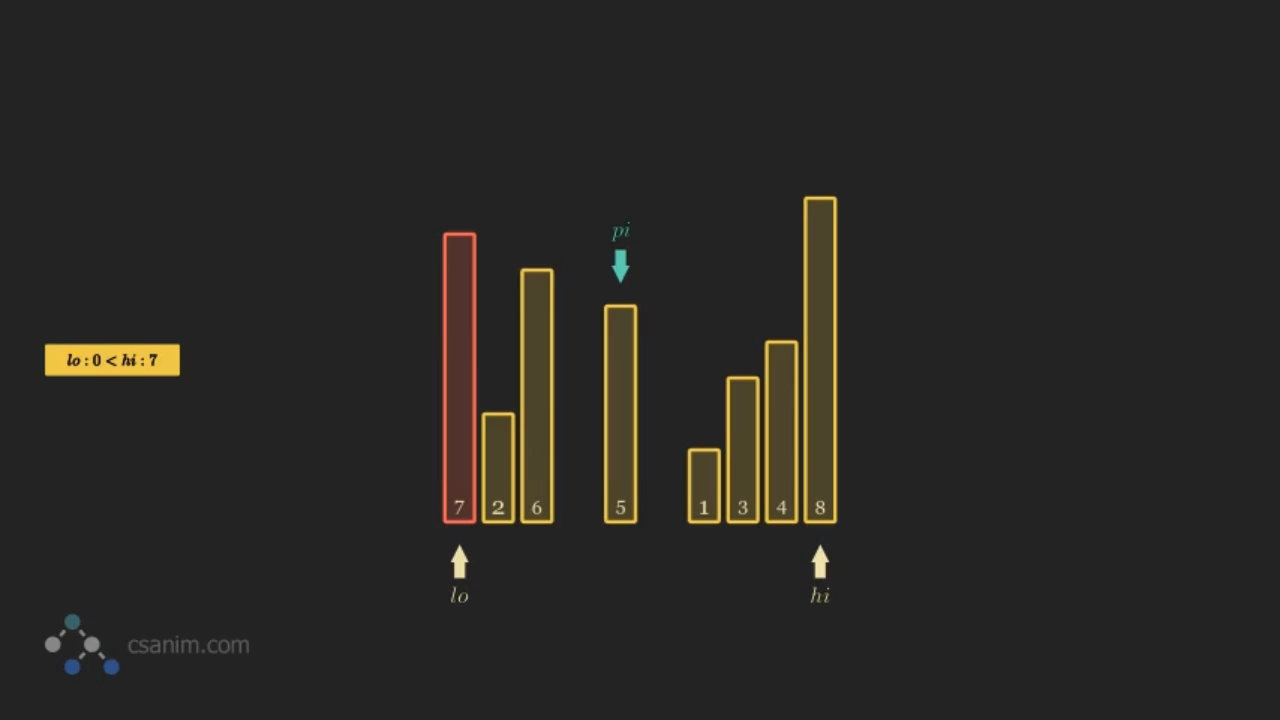 pi
lo : 0 < hi : 7
7 2 6 5 1 3 4 8
lo hi
csanim.com